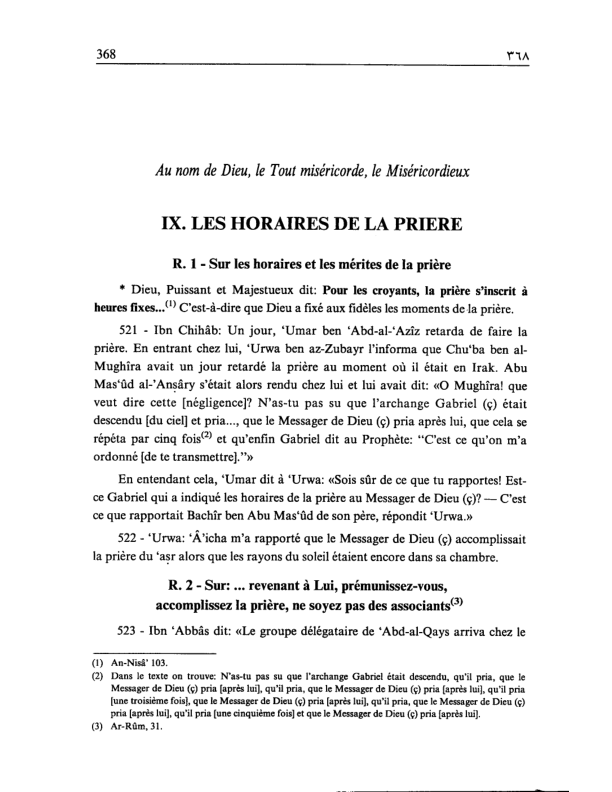 368
٣٦٨
Au nom de Dieu, le Tout miséricorde, le Miséricordieux
IX. LES HORAIRES DE LA PRIERE
R. 1 - Sur les horaires et les mérites de la prière
* Dieu, Puissant et Majestueux dit: Pour les croyants, la prière s'inscrit à
heures fixes...(1) C'est-à-dire que Dieu a fixé aux fidèles les moments de la prière.
521 - Ibn Chihâb: Un jour, ‘Umar ben ‘Abd-al-‘Azîz retarda de faire la
prière. En entrant chez lui, ‘Urwa ben az-Zubayr l'informa que Chu‘ba ben al-
Mughîra avait un jour retardé la prière au moment où il était en Irak. Abu
Mas‘ûd al-’Anṣâry s'était alors rendu chez lui et lui avait dit: «O Mughîra! que
veut dire cette [négligence]? N'as-tu pas su que l'archange Gabriel (ç) était
descendu [du ciel] et pria..., que le Messager de Dieu (ç) pria après lui, que cela se
répéta par cinq fois(2) et qu'enfin Gabriel dit au Prophète: “C'est ce qu'on m'a
ordonné [de te transmettre].”»
En entendant cela, ‘Umar dit à ‘Urwa: «Sois sûr de ce que tu rapportes! Est-
ce Gabriel qui a indiqué les horaires de la prière au Messager de Dieu (ç)? — C'est
ce que rapportait Bachîr ben Abu Mas‘ûd de son père, répondit ‘Urwa.»
522 - ‘Urwa: ‘Â’icha m'a rapporté que le Messager de Dieu (ç) accomplissait
la prière du ‘aṣr alors que les rayons du soleil étaient encore dans sa chambre.
R. 2 - Sur: ... revenant à Lui, prémunissez-vous,
accomplissez la prière, ne soyez pas des associants(3)
523 - Ibn ‘Abbâs dit: «Le groupe délégataire de ‘Abd-al-Qays arriva chez le
(1) An-Nisâ’ 103.
(2) Dans le texte on trouve: N'as-tu pas su que l'archange Gabriel était descendu, qu'il pria, que le
Messager de Dieu (ç) pria [après lui], qu'il pria, que le Messager de Dieu (ç) pria [après lui], qu'il pria
[une troisième fois], que le Messager de Dieu (ç) pria [après lui], qu'il pria, que le Messager de Dieu (ç)
pria [après lui], qu'il pria [une cinquième fois] et que le Messager de Dieu (ç) pria [après lui].
(3) Ar-Rûm, 31.